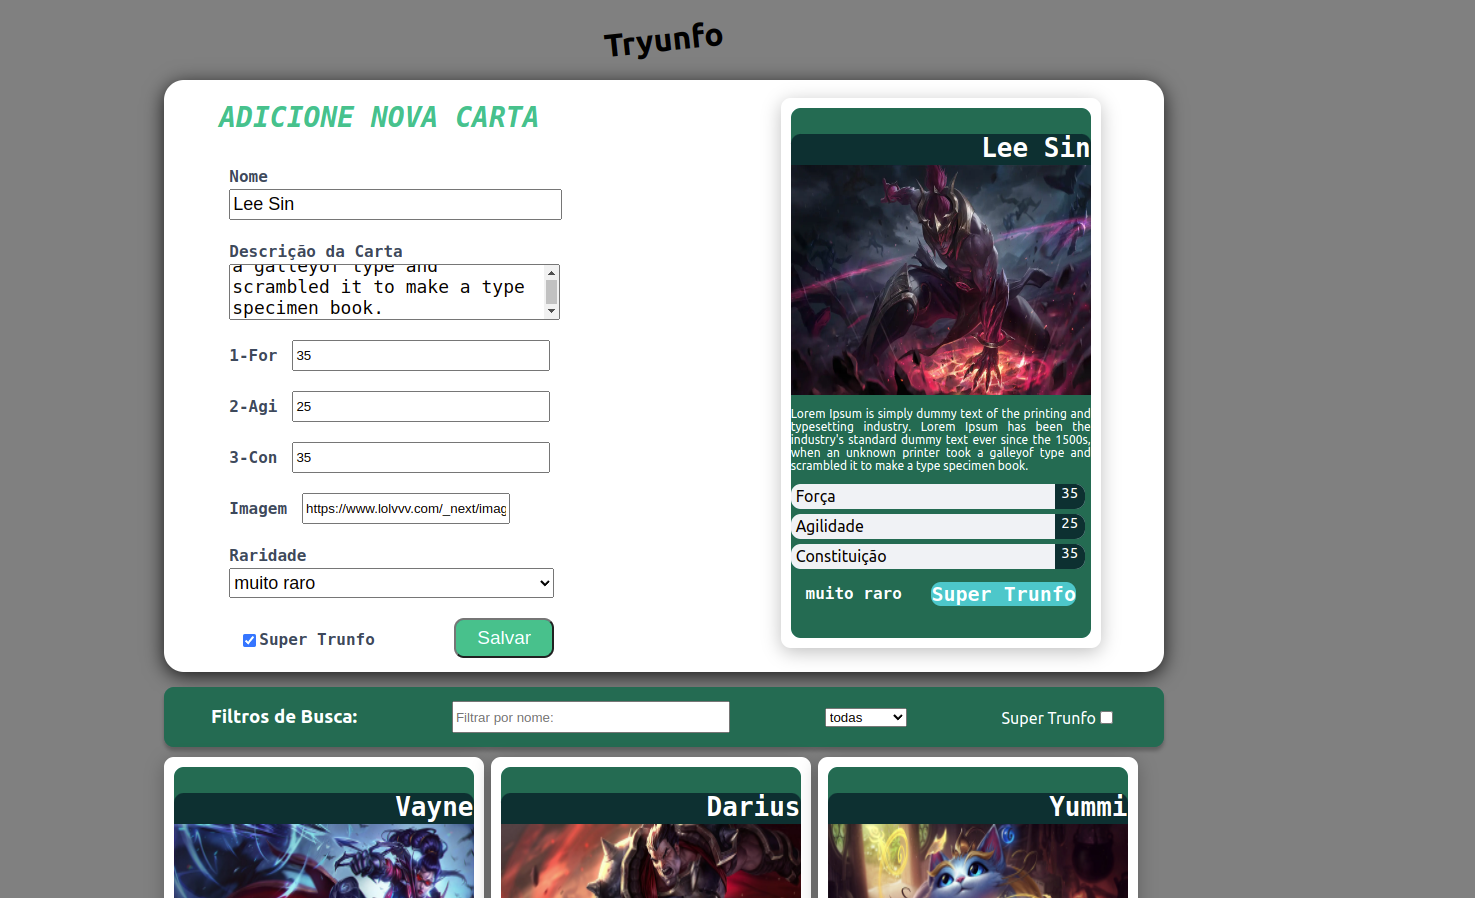 Tryunfo
ADICIONE NOVA CARTA
Nome
Lee Sin
Descrição da Carta
a galleyof type and
scrambled it to make a type
specimen book.
1-For 35
2-Agi 25
3-Con 35
Imagem https://www.lolvvv.com/_next/imag
Raridade
muito raro
Super Trunfo Salvar
Lee Sin
Lorem Ipsum is simply dummy text of the printing and
typesetting industry. Lorem Ipsum has been the
industry's standard dummy text ever since the 1500s,
when an unknown printer took a galleyof type and
scrambled it to make a type specimen book.
Força 35
Agilidade 25
Constituição 35
muito raro Super Trunfo
Filtros de Busca: Filtrar por nome: todas Super Trunfo
Vayne Darius Yummi